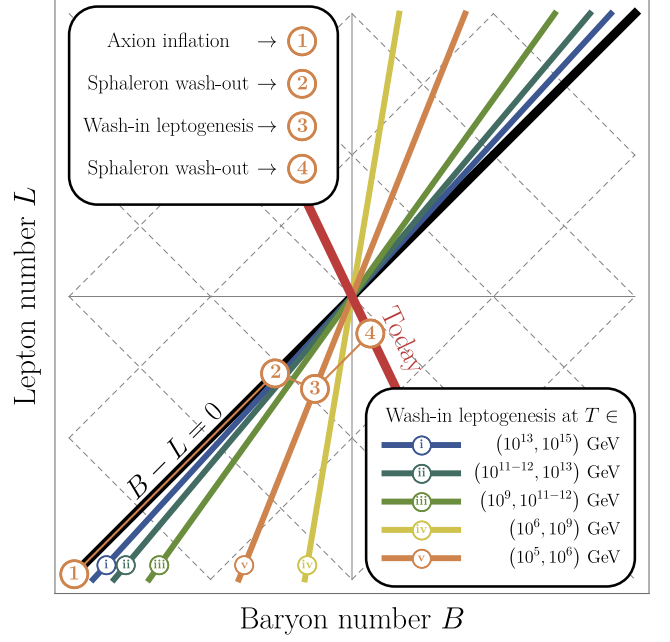 Axion inflation → 1
Sphaleron wash-out → 2
Wash-in leptogenesis → 3
Sphaleron wash-out → 4
Lepton number L
Today
4
2
3
B − L = 0
1
i
ii
iii
v
iv
Wash-in leptogenesis at T ∈
i (10^13, 10^15) GeV
ii (10^11−12, 10^13) GeV
iii (10^9, 10^11−12) GeV
iv (10^6, 10^9) GeV
v (10^5, 10^6) GeV
Baryon number B